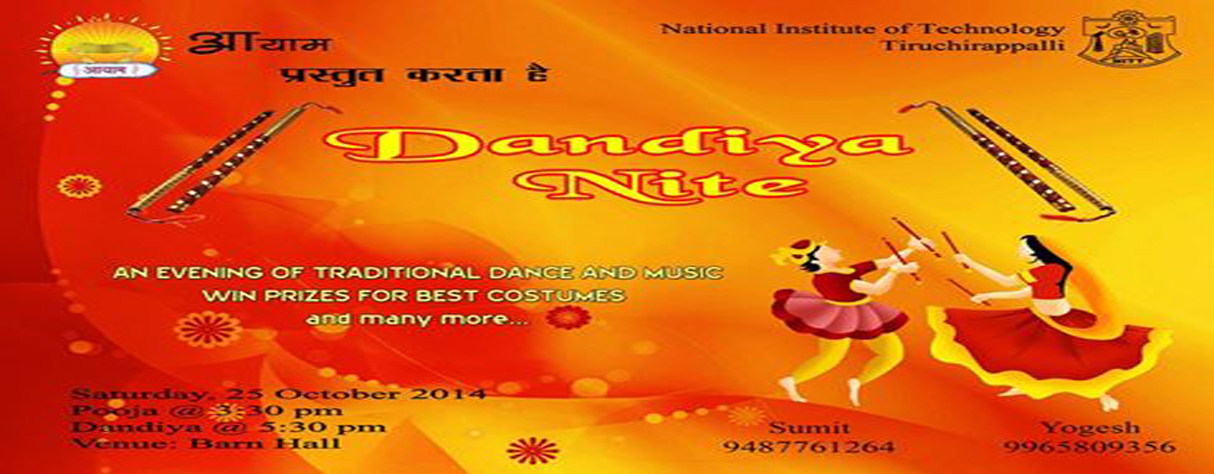 आयाम
आयाम
प्रस्तुत करता है
National Institute of Technology
Tiruchirappalli
NITT
Dandiya
Nite
AN EVENING OF TRADITIONAL DANCE AND MUSIC
WIN PRIZES FOR BEST COSTUMES
and many more...
Saturday, 25 October 2014
Pooja @ 3:30 pm
Dandiya @ 5:30 pm
Venue: Barn Hall
Sumit
9487761264
Yogesh
9965809356